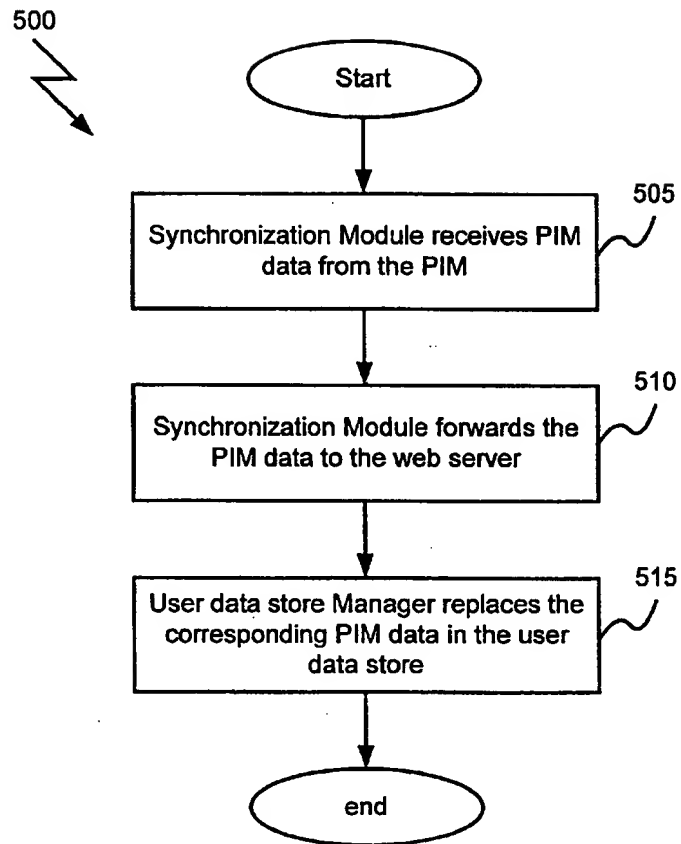 500
Start
505
Synchronization Module receives PIM
data from the PIM
510
Synchronization Module forwards the
PIM data to the web server
515
User data store Manager replaces the
corresponding PIM data in the user
data store
end